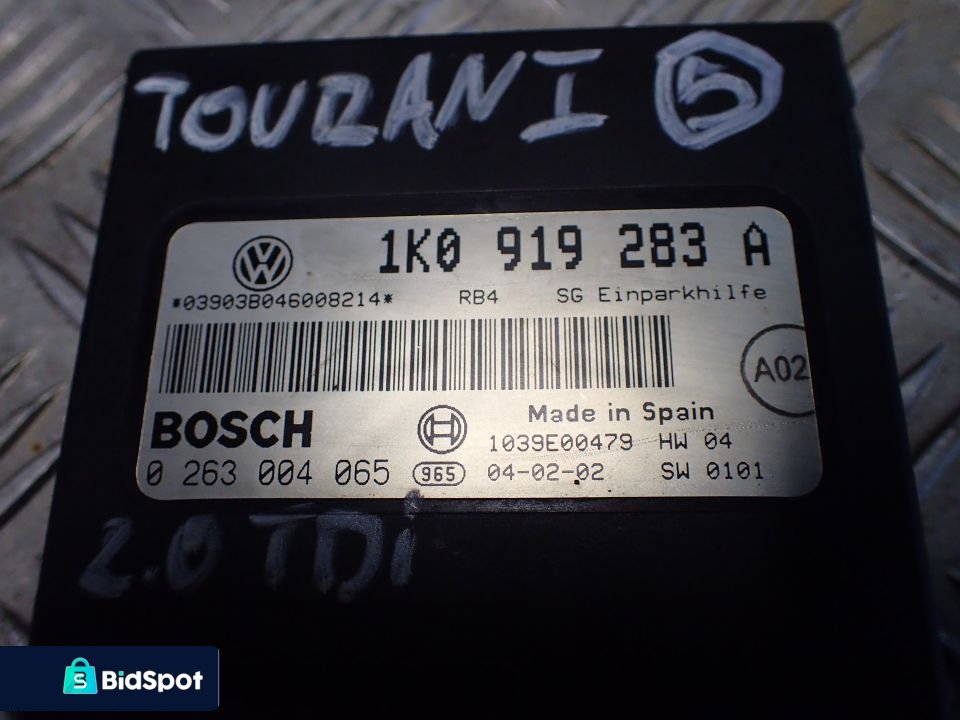 TOURAN I 5
1K0 919 283 A
*03903B046008214* RB4 SG Einparkhilfe
A02
BOSCH
Made in Spain
1039E00479 HW 04
0 263 004 065 965 04-02-02 SW 0101
2.0 TDi
BidSpot